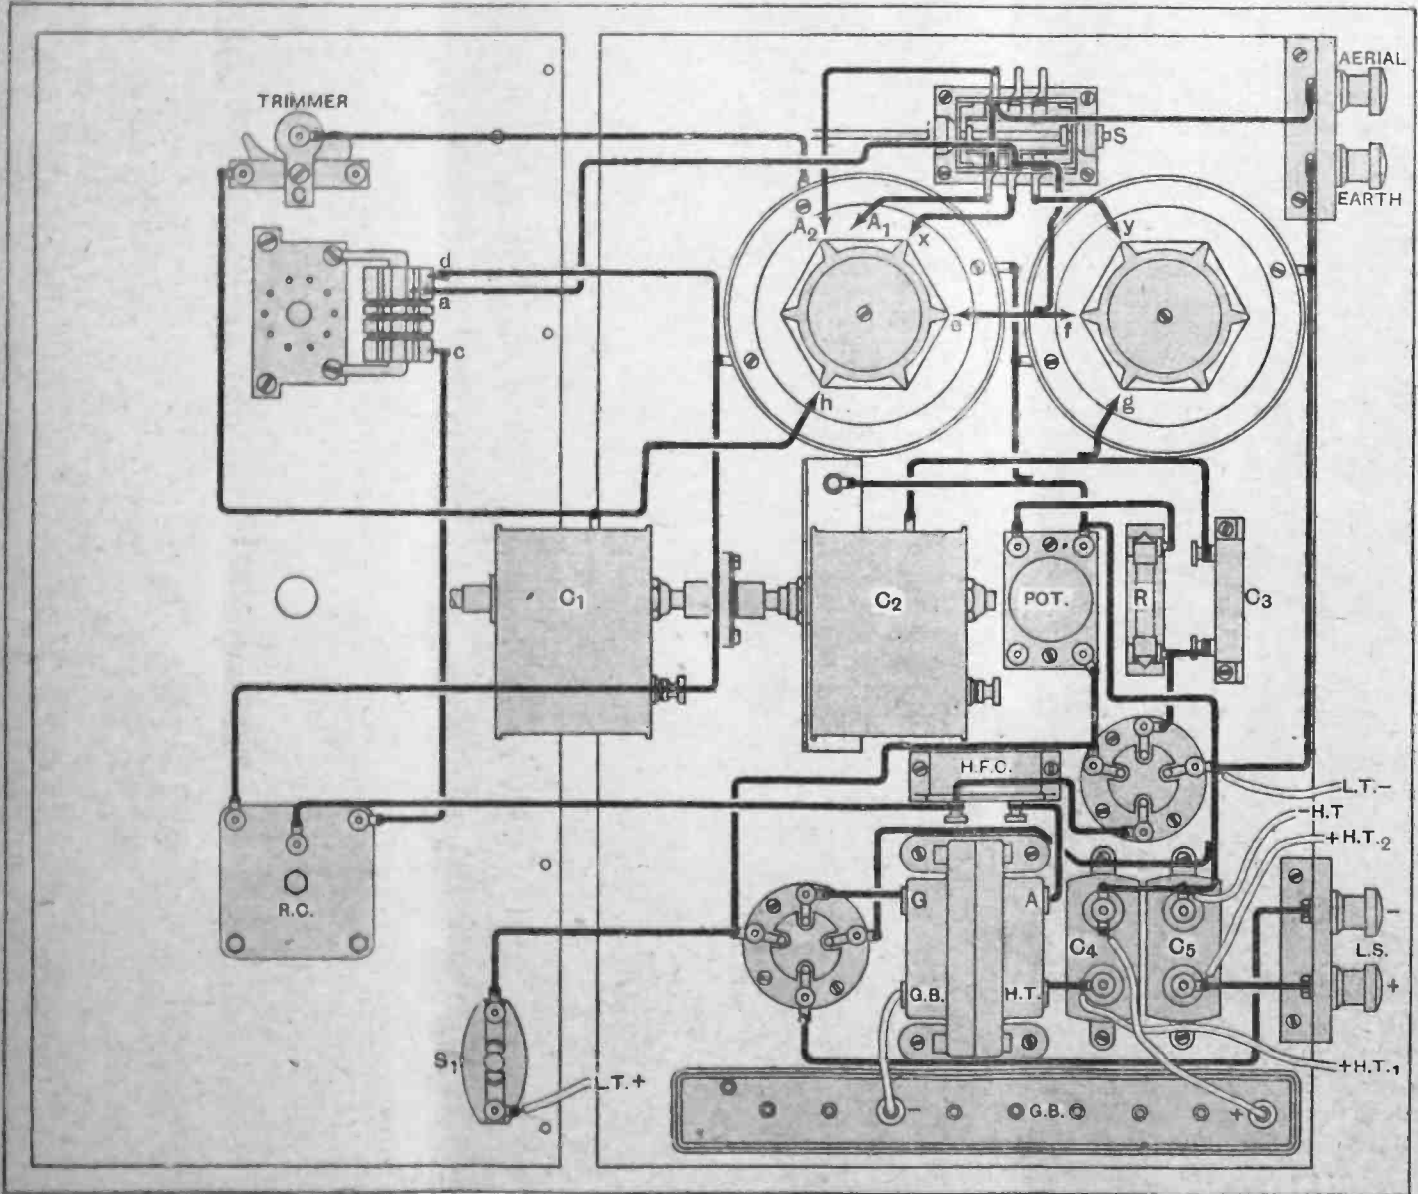 AERIAL
TRIMMER
S
C
EARTH
A2
A1
x
y
d
a
e
f
c
h
g
C1
C2
POT.
R
C3
H.F.C.
L.T.-
-H.T
+H.T.2
R.C.
G
A
-
C4
C5
L.S.
+
G.B.
H.T.
S1
L.T.+
+H.T.1
-
G.B.
+